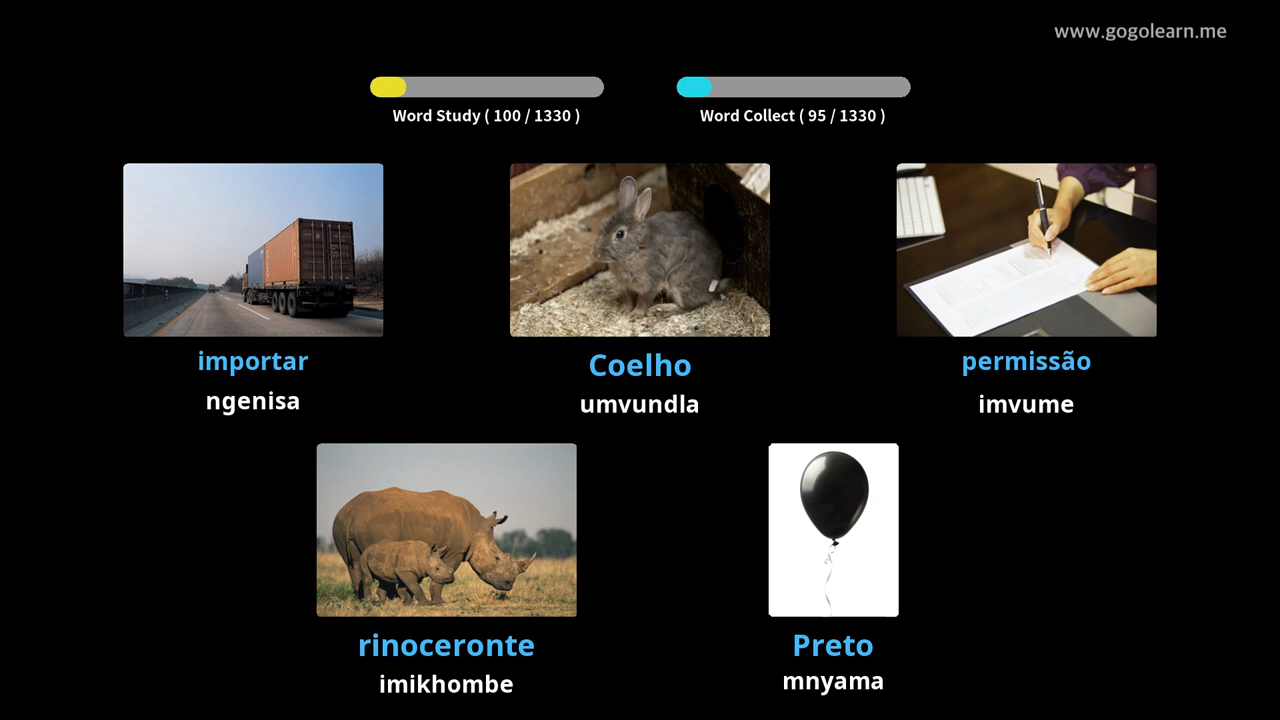 www.gogolearn.me
Word Study ( 100 / 1330 )
Word Collect ( 95 / 1330 )
importar
ngenisa
Coelho
umvundla
permissão
imvume
rinoceronte
imikhombe
Preto
mnyama